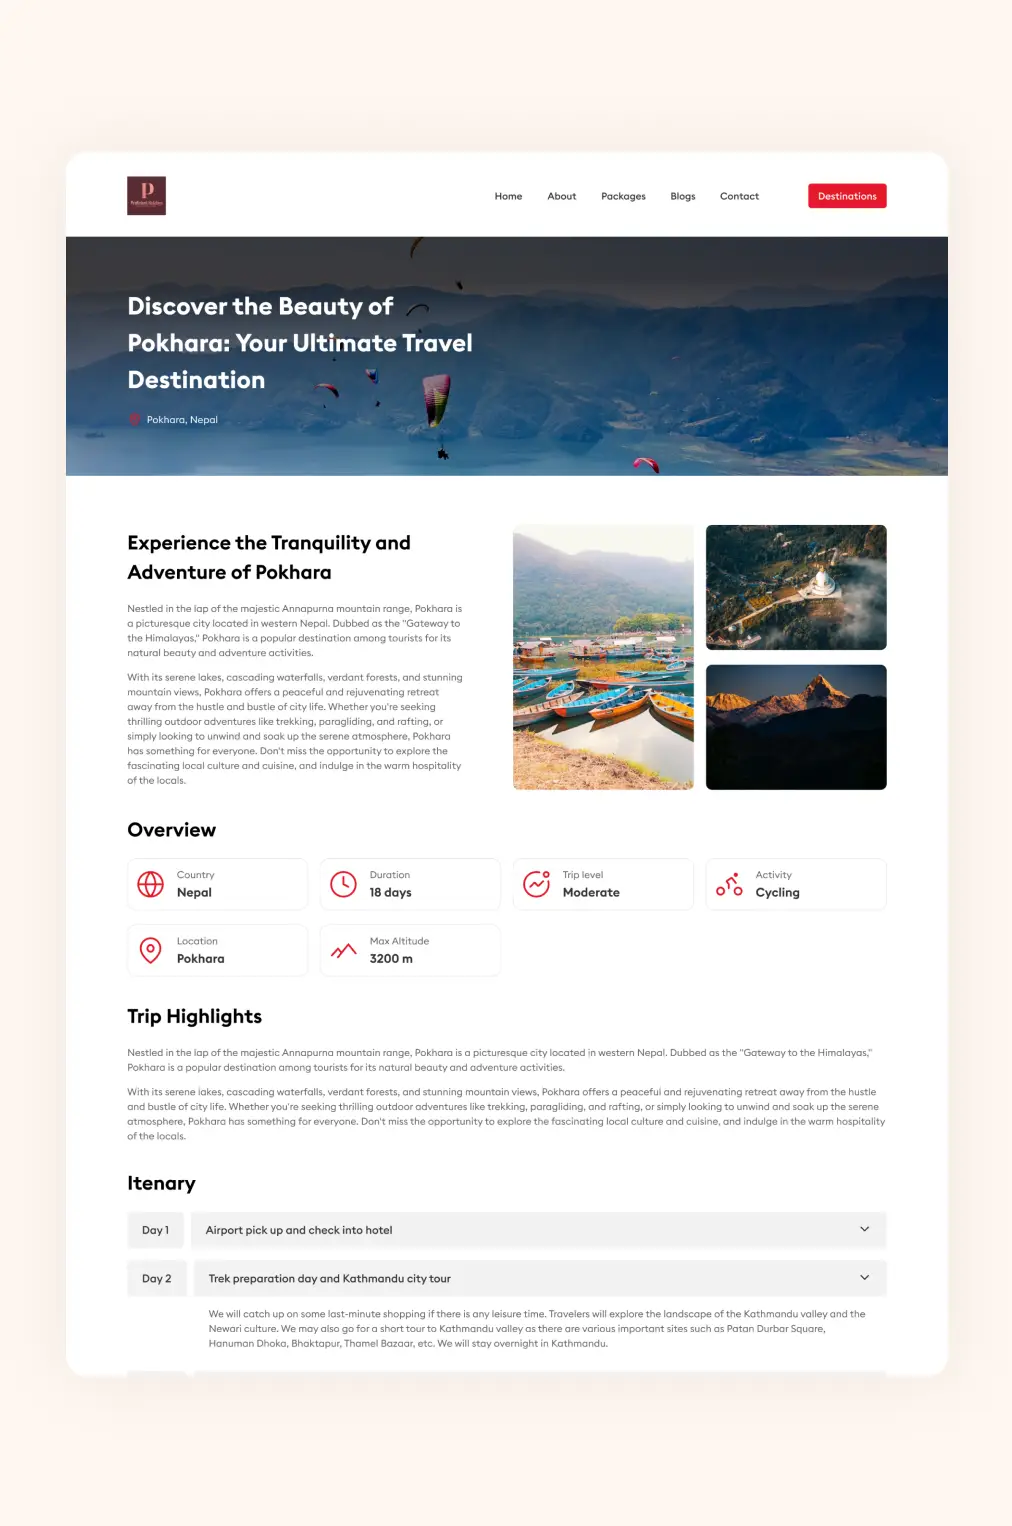 P
Home About Packages Blogs Contact Destinations
Discover the Beauty of
Pokhara: Your Ultimate Travel
Destination
Pokhara, Nepal
Experience the Tranquility and
Adventure of Pokhara
Nestled in the lap of the majestic Annapurna mountain range, Pokhara is
a picturesque city located in western Nepal. Dubbed as the "Gateway to
the Himalayas," Pokhara is a popular destination among tourists for its
natural beauty and adventure activities.
With its serene lakes, cascading waterfalls, verdant forests, and stunning
mountain views, Pokhara offers a peaceful and rejuvenating retreat
away from the hustle and bustle of city life. Whether you're seeking
thrilling outdoor adventures like trekking, paragliding, and rafting, or
simply looking to unwind and soak up the serene atmosphere, Pokhara
has something for everyone. Don't miss the opportunity to explore the
fascinating local culture and cuisine, and indulge in the warm hospitality
of the locals.
Overview
Country
Nepal
Duration
18 days
Trip level
Moderate
Activity
Cycling
Location
Pokhara
Max Altitude
3200 m
Trip Highlights
Nestled in the lap of the majestic Annapurna mountain range, Pokhara is a picturesque city located in western Nepal. Dubbed as the "Gateway to the Himalayas,"
Pokhara is a popular destination among tourists for its natural beauty and adventure activities.
With its serene lakes, cascading waterfalls, verdant forests, and stunning mountain views, Pokhara offers a peaceful and rejuvenating retreat away from the hustle
and bustle of city life. Whether you're seeking thrilling outdoor adventures like trekking, paragliding, and rafting, or simply looking to unwind and soak up the serene
atmosphere, Pokhara has something for everyone. Don't miss the opportunity to explore the fascinating local culture and cuisine, and indulge in the warm hospitality
of the locals.
Itenary
Day 1 Airport pick up and check into hotel
Day 2 Trek preparation day and Kathmandu city tour
We will catch up on some last-minute shopping if there is any leisure time. Travelers will explore the landscape of the Kathmandu valley and the
Newari culture. We may also go for a short tour to Kathmandu valley as there are various important sites such as Patan Durbar Square,
Hanuman Dhoka, Bhaktapur, Thamel Bazaar, etc. We will stay overnight in Kathmandu.